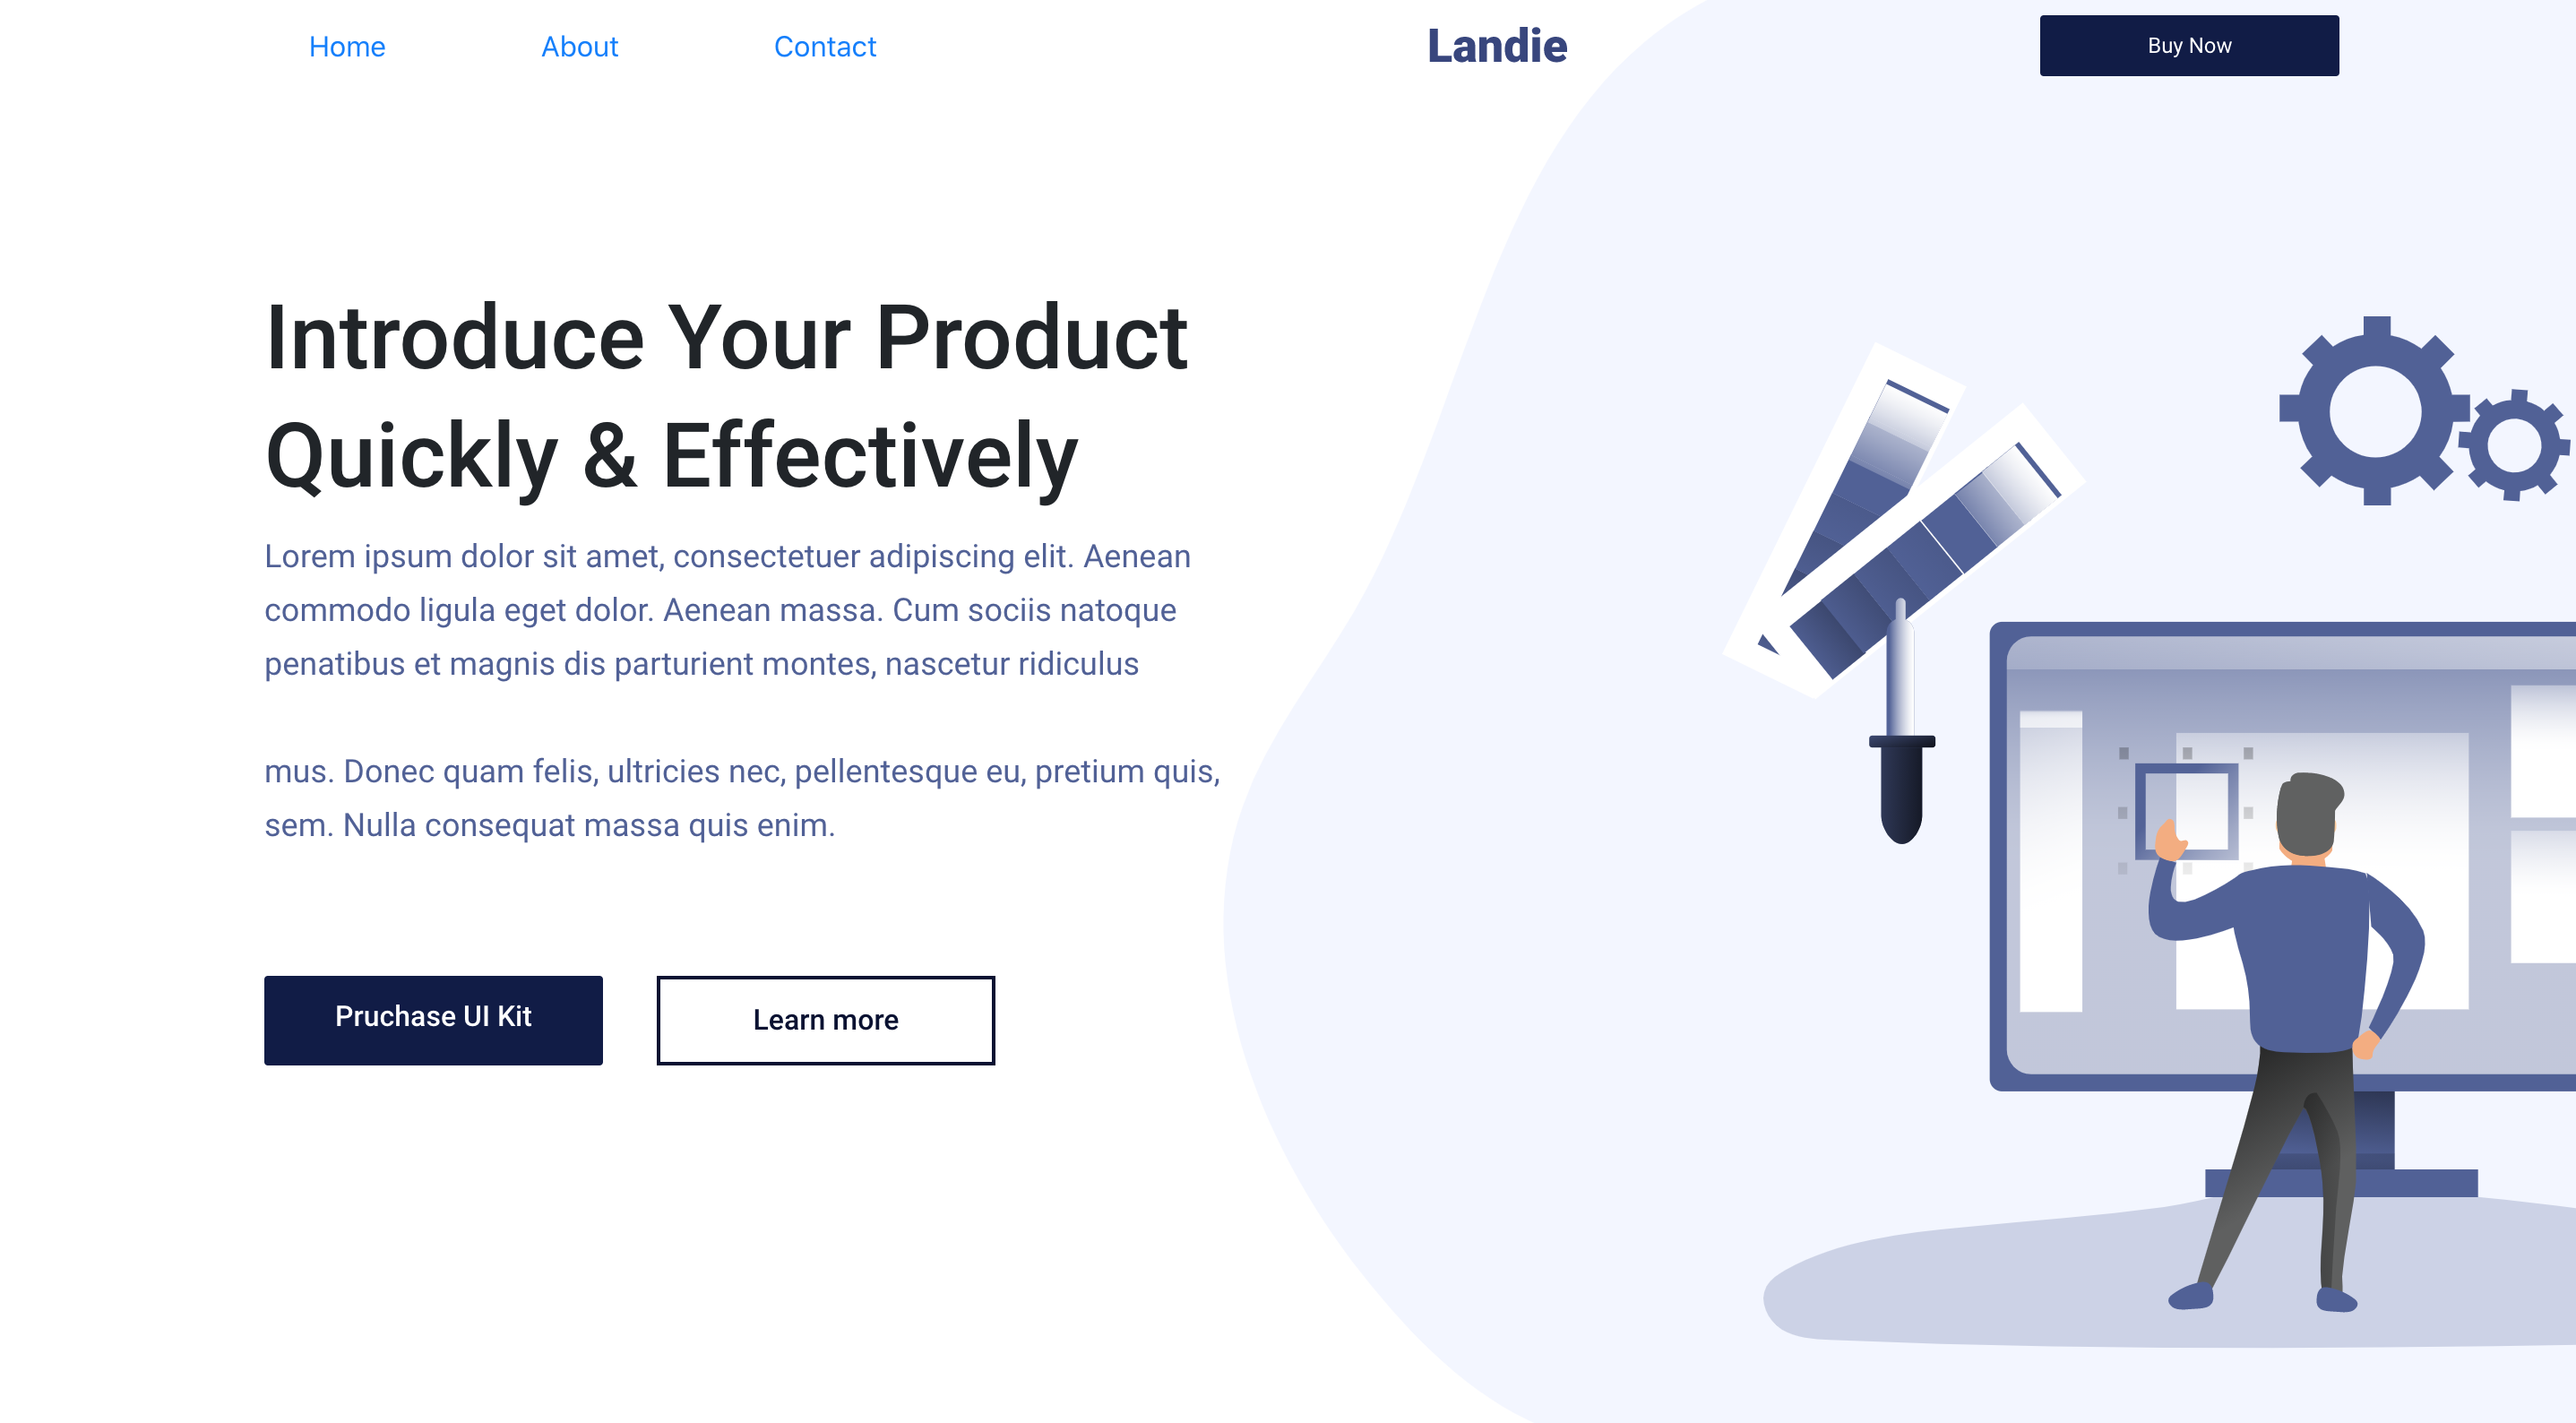 Home About Contact Landie Buy Now
Introduce Your Product
Quickly & Effectively
Lorem ipsum dolor sit amet, consectetuer adipiscing elit. Aenean
commodo ligula eget dolor. Aenean massa. Cum sociis natoque
penatibus et magnis dis parturient montes, nascetur ridiculus
mus. Donec quam felis, ultricies nec, pellentesque eu, pretium quis,
sem. Nulla consequat massa quis enim.
Pruchase UI Kit Learn more